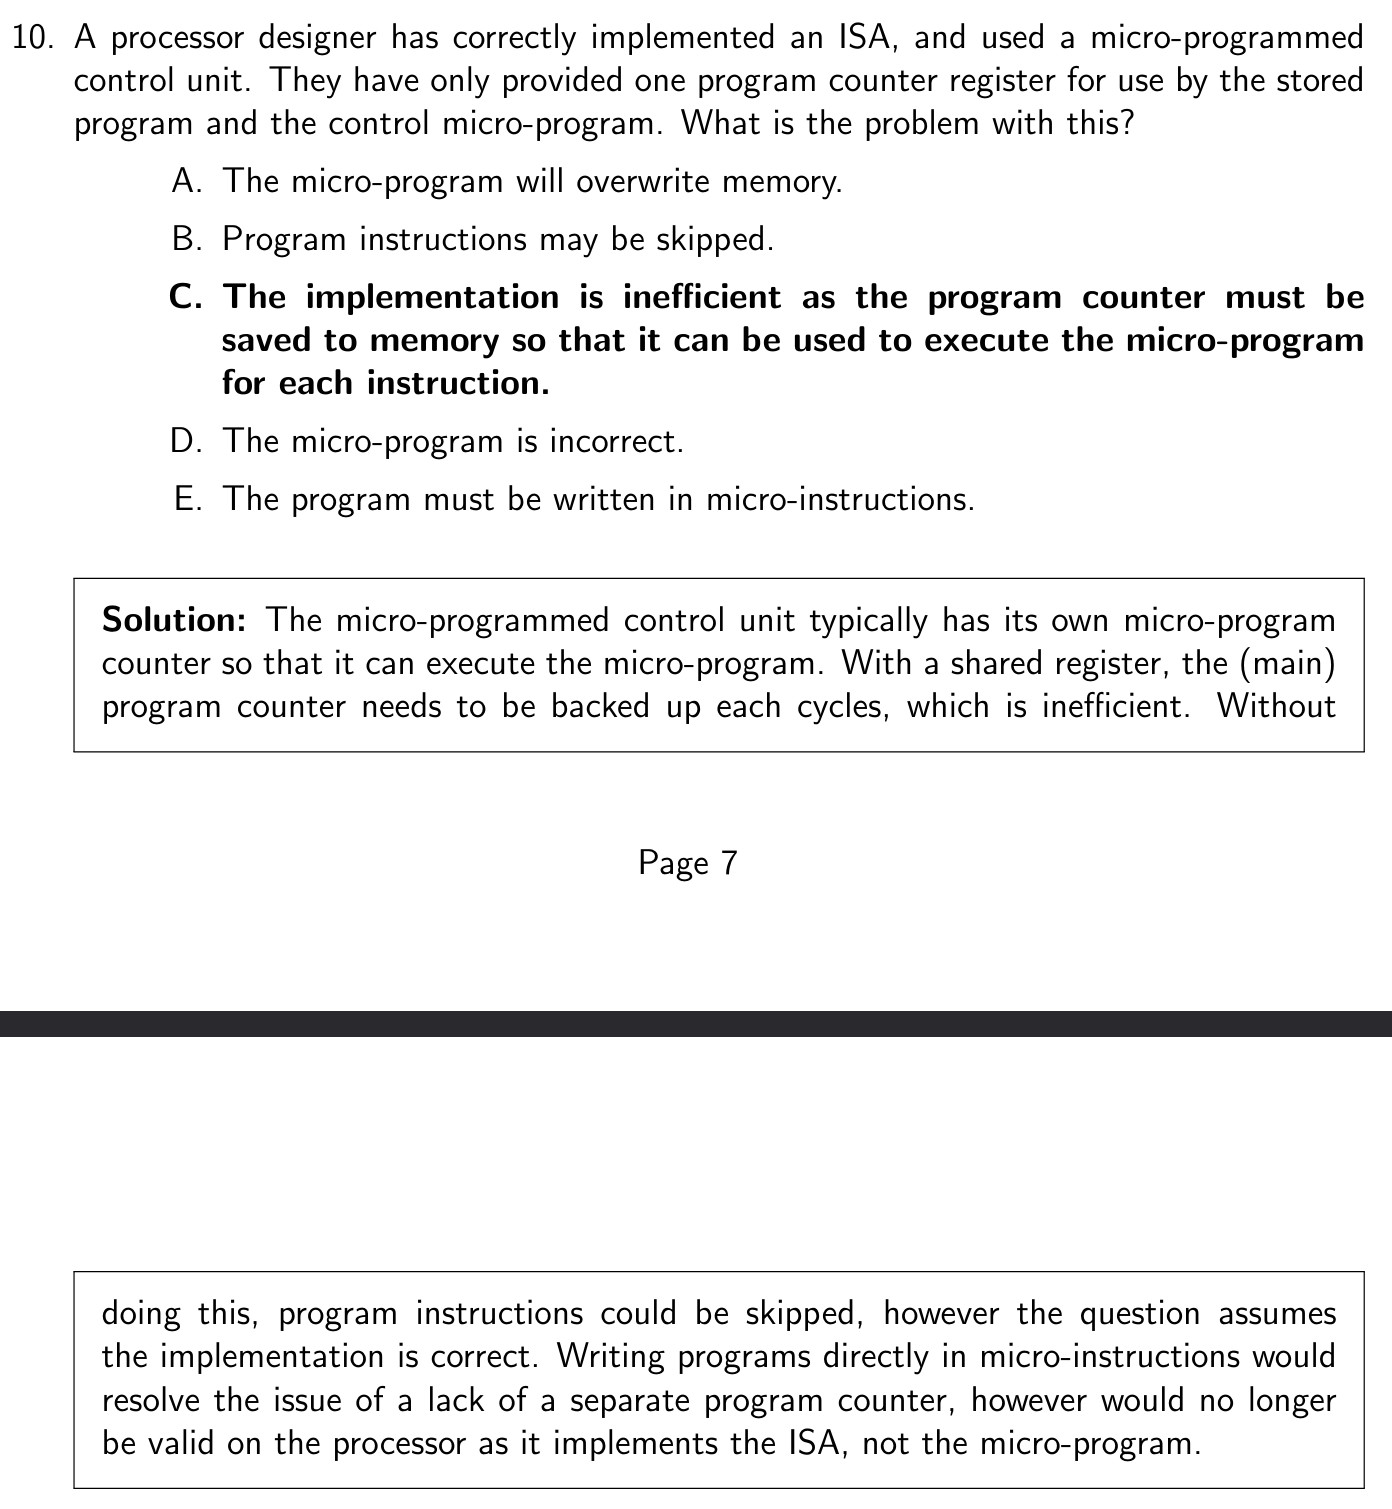 10. A processor designer has correctly implemented an ISA, and used a micro-programmed
control unit. They have only provided one program counter register for use by the stored
program and the control micro-program. What is the problem with this?
A. The micro-program will overwrite memory.
B. Program instructions may be skipped.
C. The implementation is inefficient as the program counter must be
saved to memory so that it can be used to execute the micro-program
for each instruction.
D. The micro-program is incorrect.
E. The program must be written in micro-instructions.
Solution: The micro-programmed control unit typically has its own micro-program
counter so that it can execute the micro-program. With a shared register, the (main)
program counter needs to be backed up each cycles, which is inefficient. Without
Page 7
doing this, program instructions could be skipped, however the question assumes
the implementation is correct. Writing programs directly in micro-instructions would
resolve the issue of a lack of a separate program counter, however would no longer
be valid on the processor as it implements the ISA, not the micro-program.